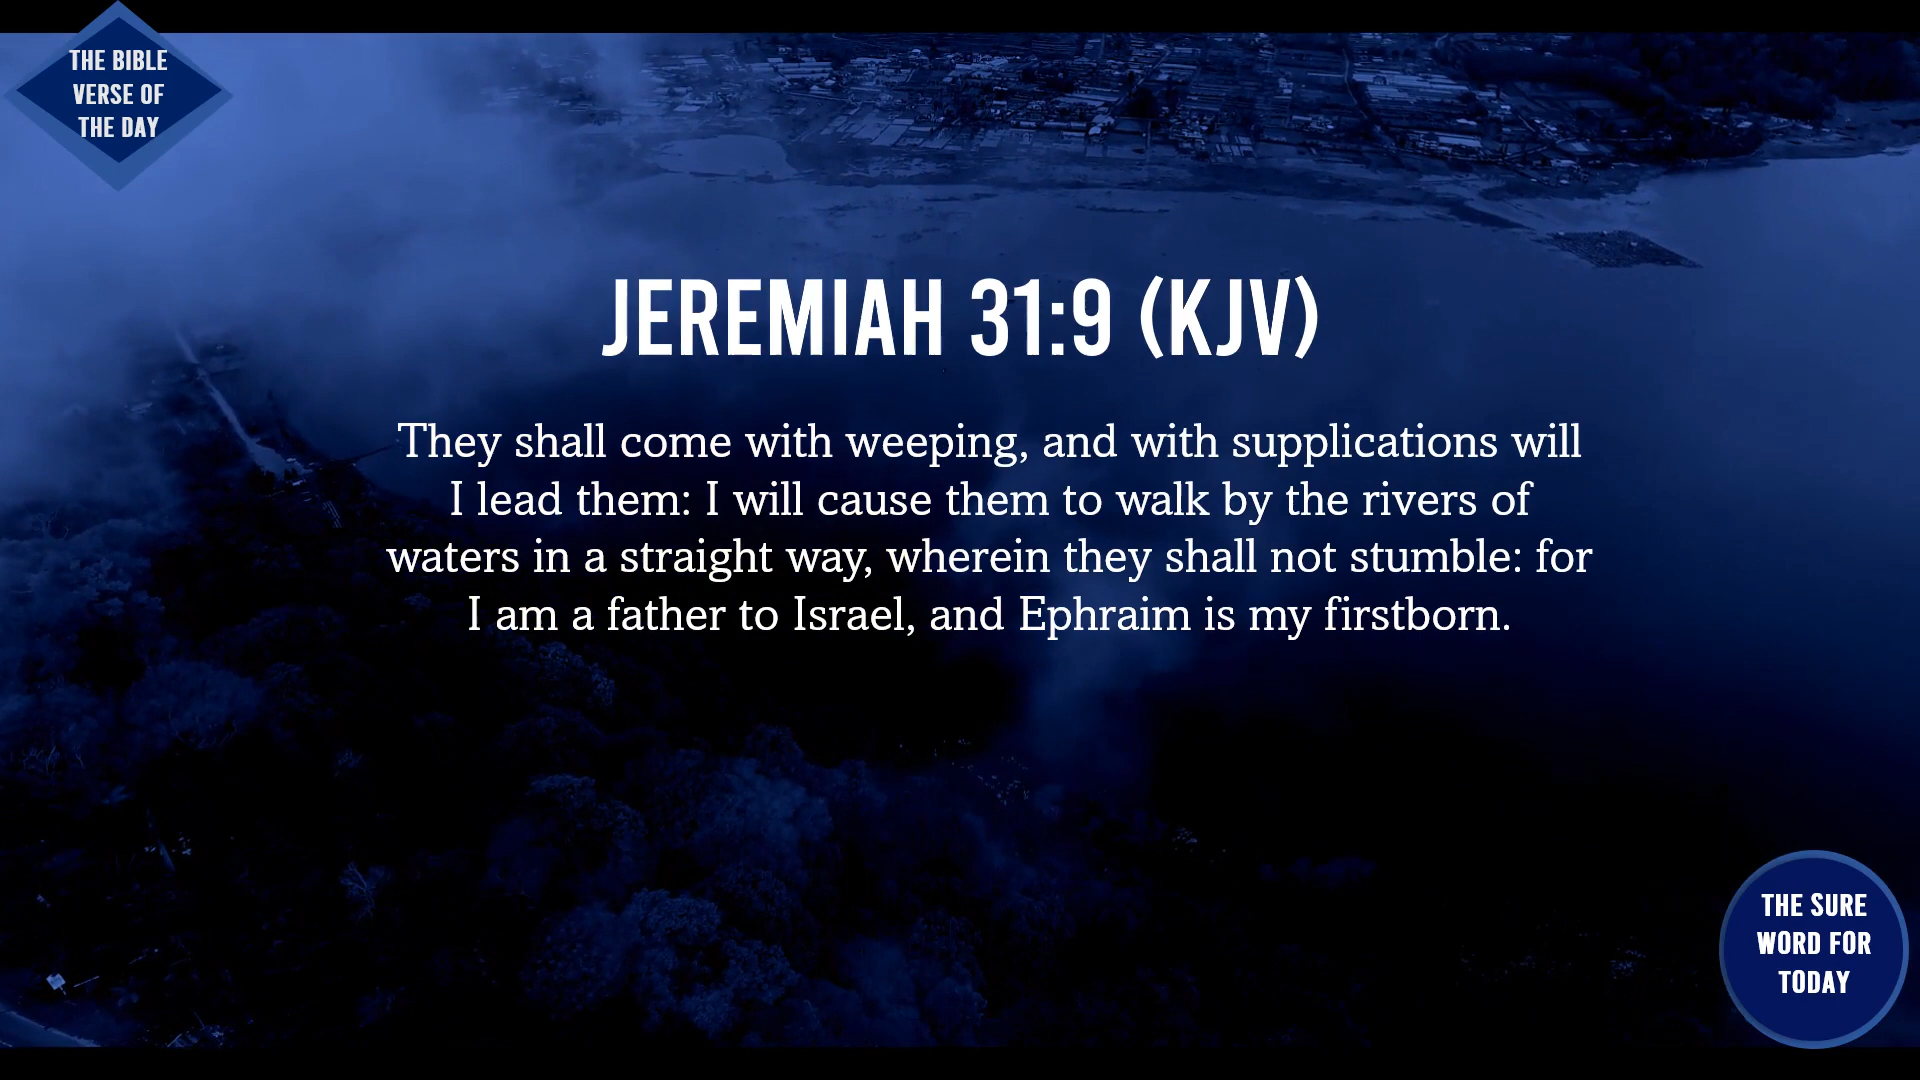 THE BIBLE
VERSE OF
THE DAY
JEREMIAH 31:9 (KJV)
They shall come with weeping, and with supplications will
I lead them: I will cause them to walk by the rivers of
waters in a straight way, wherein they shall not stumble: for
I am a father to Israel, and Ephraim is my firstborn.
THE SURE
WORD FOR
TODAY